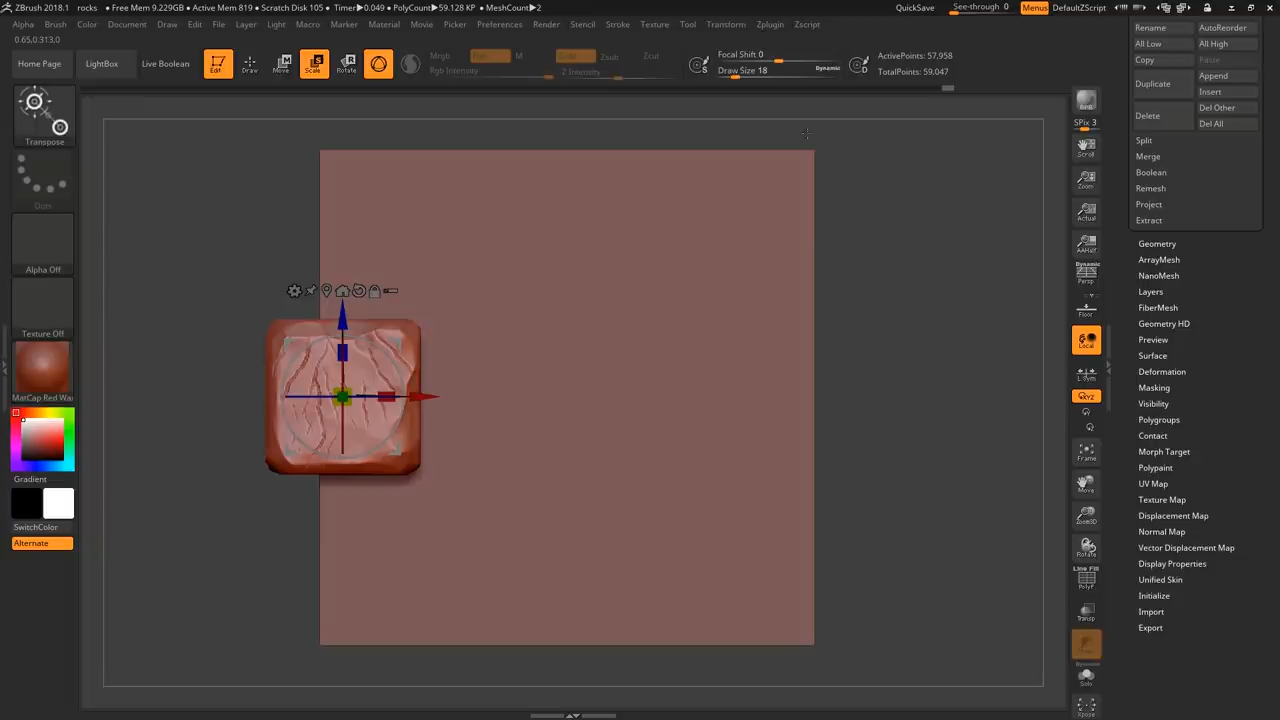 ZBrush 2018.1 rocks • Free Mem 9.229GB • Active Mem 819 • Scratch Disk 105 • Timer▶0.049 • PolyCount▶59.128 KP • MeshCount▶2 QuickSave See-through 0 Menus DefaultZScript
Alpha Brush Color Document Draw Edit File Layer Light Macro Marker Material Movie Picker Preferences Render Stencil Stroke Texture Tool Transform Zplugin Zscript
0.65,0.313,0
Home Page LightBox Live Boolean Edit Draw Move Scale Rotate
Mrgb M Zsub Zcut
Rgb Intensity Z Intensity
Focal Shift 0
Draw Size 18 Dynamic
ActivePoints: 57,958
TotalPoints: 59,047
Transpose
Dots
Alpha Off
Texture Off
MatCap Red Wa
Gradient
SwitchColor
Alternate
BPR
SPix 3
Scroll
Zoom
Actual
AAHalf
Dynamic
Persp
Floor
Local
L.Sym
XYZ
Frame
Move
Zoom3D
Rotate
Line Fill
PolyF
Transp
Solo
Xpose
Rename AutoReorder
All Low All High
Copy Paste
Duplicate Append
Insert
Delete Del Other
Del All
Split
Merge
Boolean
Remesh
Project
Extract
Geometry
ArrayMesh
NanoMesh
Layers
FiberMesh
Geometry HD
Preview
Surface
Deformation
Masking
Visibility
Polygroups
Contact
Morph Target
Polypaint
UV Map
Texture Map
Displacement Map
Normal Map
Vector Displacement Map
Display Properties
Unified Skin
Initialize
Import
Export